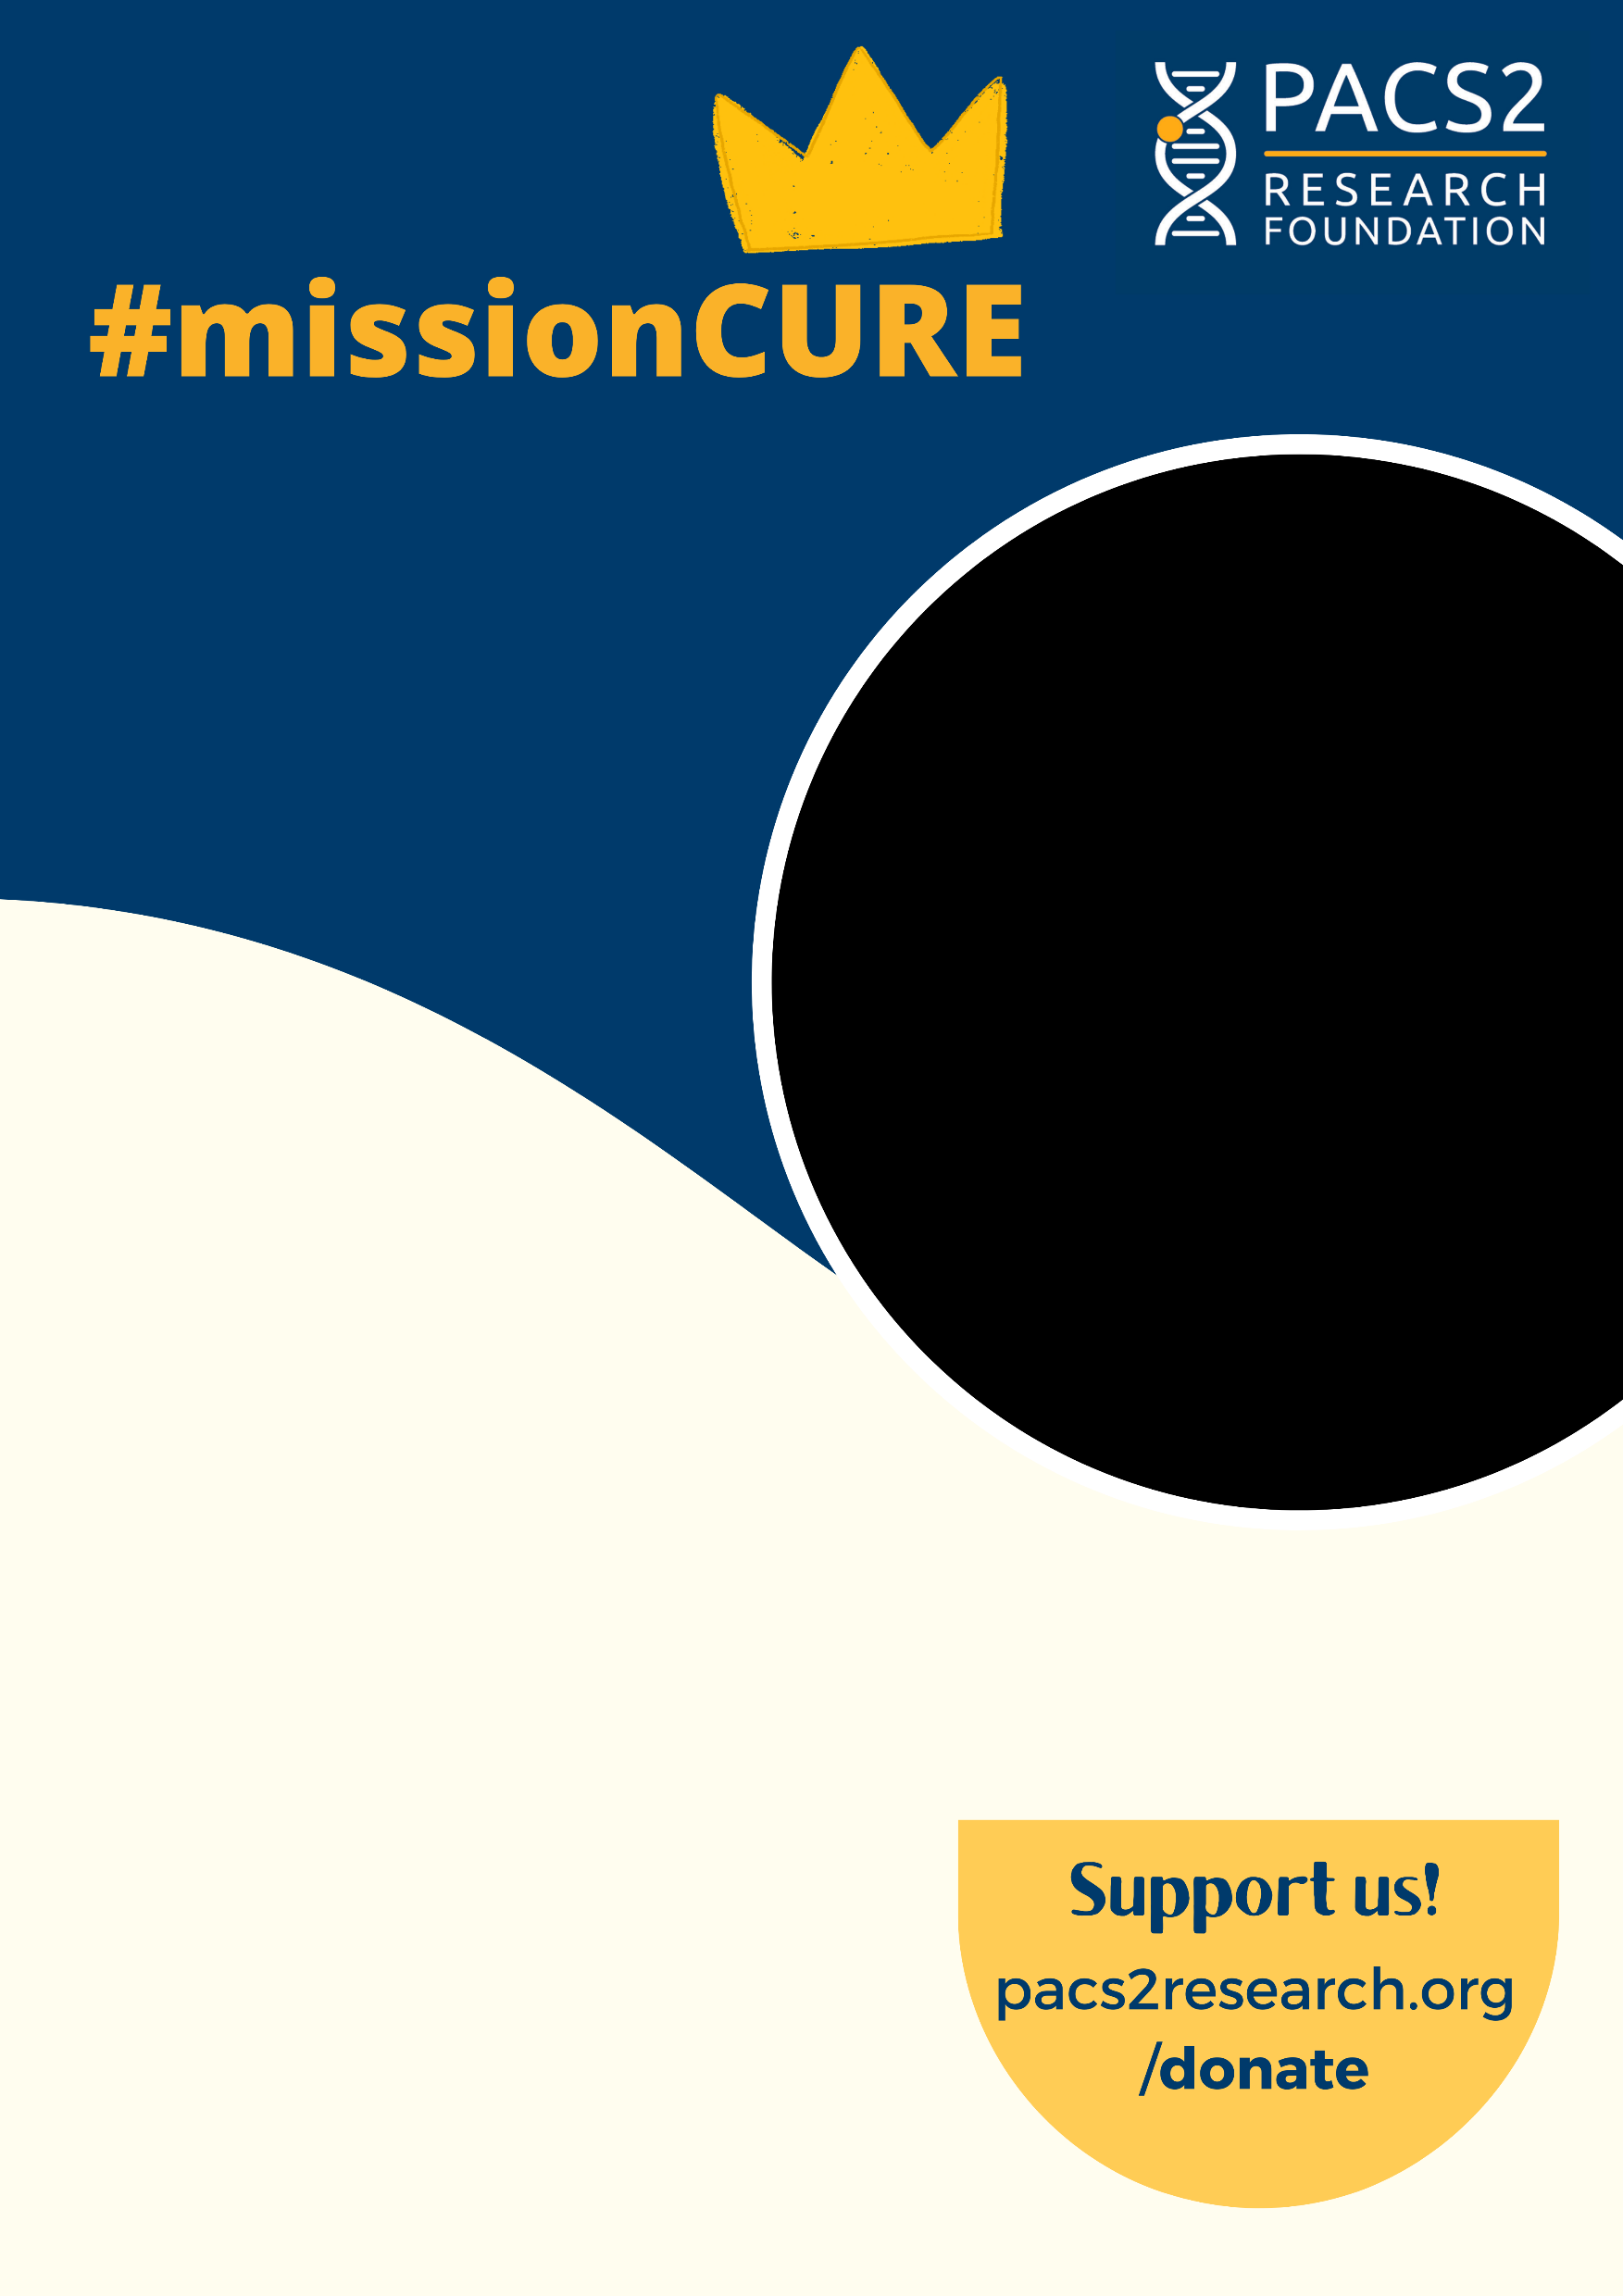 PACS2
RESEARCH
FOUNDATION
#missionCURE
Support us!
pacs2research.org
/donate